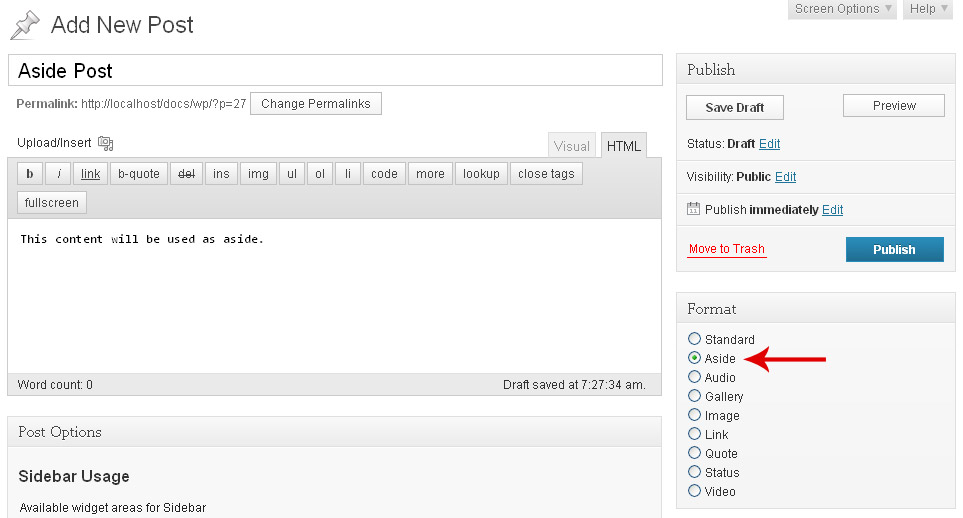 Screen Options Help
Add New Post
Aside Post
Permalink: http://localhost/docs/wp/?p=27 Change Permalinks
Upload/Insert
Visual HTML
b i link b-quote del ins img ul ol li code more lookup close tags
fullscreen
This content will be used as aside.
Word count: 0 Draft saved at 7:27:34 am.
Post Options
Sidebar Usage
Available widget areas for Sidebar
Publish
Save Draft Preview
Status: Draft Edit
Visibility: Public Edit
11 Publish immediately Edit
Move to Trash Publish
Format
Standard
Aside
Audio
Gallery
Image
Link
Quote
Status
Video